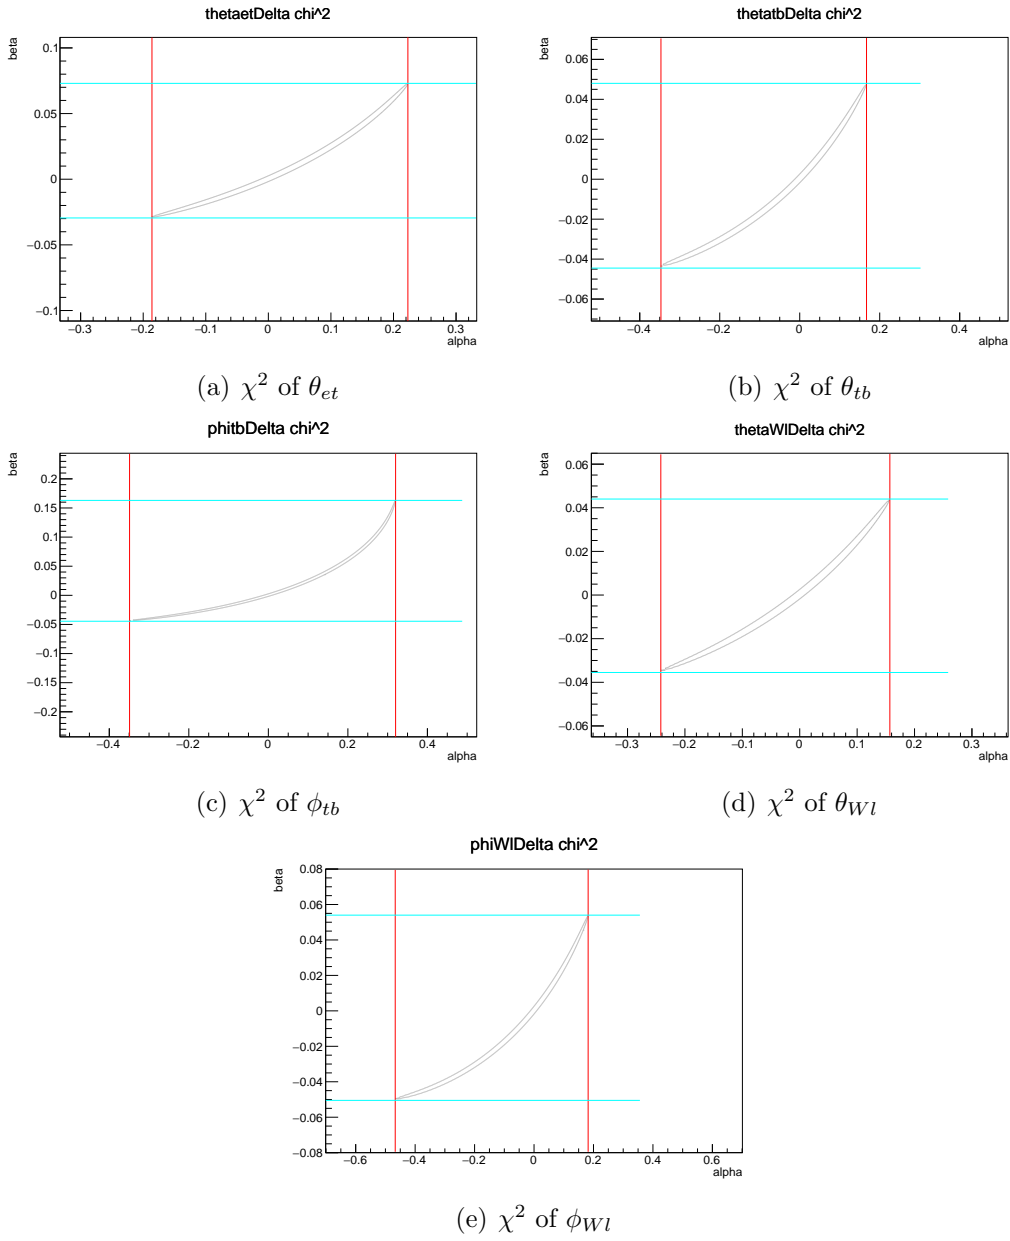 thetaetDelta chi^2
beta
0.1
0.05
0
−0.05
−0.1
−0.3 −0.2 −0.1 0 0.1 0.2 0.3
alpha
(a) χ² of θet
thetatbDelta chi^2
beta
0.06
0.04
0.02
0
−0.02
−0.04
−0.06
−0.4 −0.2 0 0.2 0.4
alpha
(b) χ² of θtb
phitbDelta chi^2
beta
0.2
0.15
0.1
0.05
0
−0.05
−0.1
−0.15
−0.2
−0.4 −0.2 0 0.2 0.4
alpha
(c) χ² of ϕtb
thetaWlDelta chi^2
beta
0.06
0.04
0.02
0
−0.02
−0.04
−0.06
−0.3 −0.2 −0.1 0 0.1 0.2 0.3
alpha
(d) χ² of θWl
phiWlDelta chi^2
beta
0.08
0.06
0.04
0.02
0
−0.02
−0.04
−0.06
−0.08
−0.6 −0.4 −0.2 0 0.2 0.4 0.6
alpha
(e) χ² of ϕWl